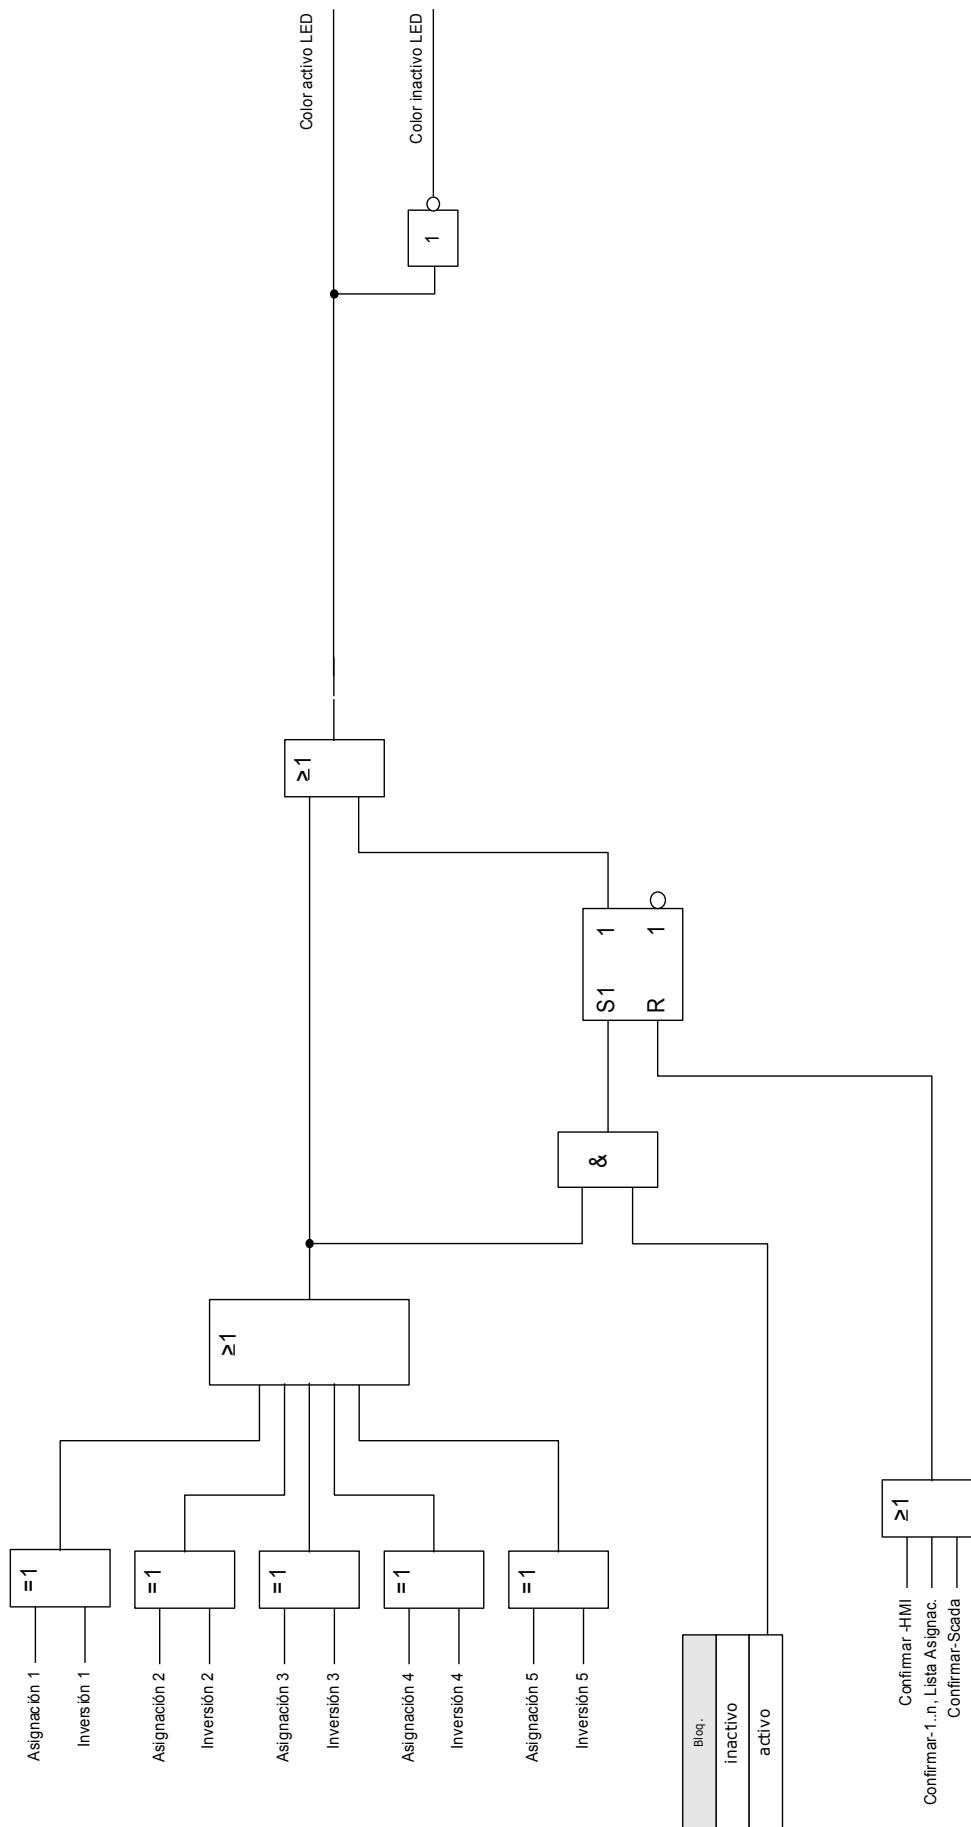 Asignación 1
Inversión 1
Asignación 2
Inversión 2
Asignación 3
Inversión 3
Asignación 4
Inversión 4
Asignación 5
Inversión 5
=1
=1
=1
=1
=1
≥1
Bloq.
inactivo
activo
&
Confirmar -HMI
Confirmar-1..n, Lista Asignac.
Confirmar-Scada
≥1
S1 1
R 1
≥1
1
Color activo LED
Color inactivo LED